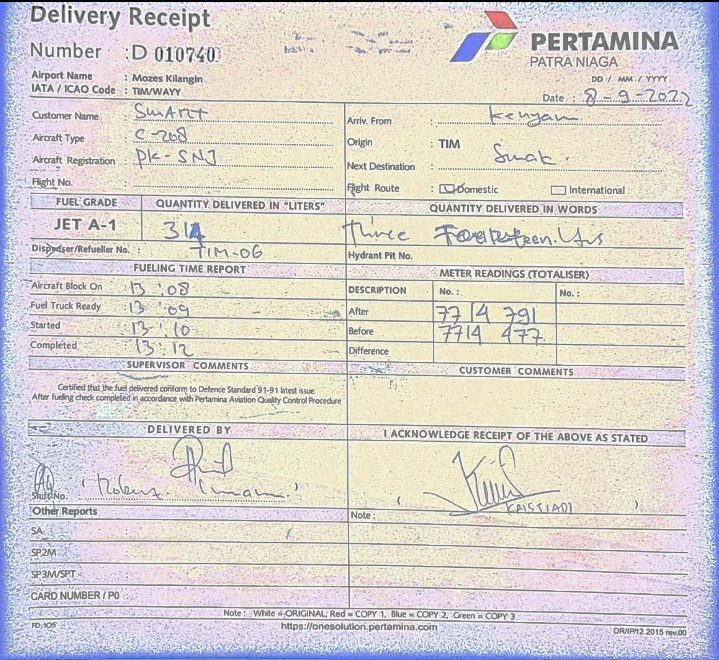 Delivery Receipt
Number : D 010740
PERTAMINA
PATRA NIAGA
Airport Name : Mozes Kilangin
IATA / ICAO Code : TIM/WAYY
DD / MM / YYYY
Date : 8-9-2022
Customer Name SMART
Arriv. From Kenyam
Aircraft Type C-208
Origin : TIM
Aircraft Registration PK-SNJ
Next Destination
Flight No.
Flight Route : Domestic International
FUEL GRADE QUANTITY DELIVERED IN "LITERS" QUANTITY DELIVERED IN WORDS
JET A-1 314 Three
Dispenser/Refueller No. : TIM-06
Hydrant Pit No.
FUELING TIME REPORT METER READINGS (TOTALISER)
Aircraft Block On 13:08
DESCRIPTION No. : No. :
Fuel Truck Ready 13:09
After 7714 791
Started 13:10
Before 7714 477
Completed 13:12
Difference
SUPERVISOR COMMENTS CUSTOMER COMMENTS
Certified that the fuel delivered conform to Defence Standard 91-91 latest issue.
After fueling check completed in accordance with Pertamina Aviation Quality Control Procedure
DELIVERED BY I ACKNOWLEDGE RECEIPT OF THE ABOVE AS STATED
Shift No.
KRISTIADI
Other Reports Note :
SA
SP2M
SP3M/SPT
CARD NUMBER / PO :
Note : White = ORIGINAL, Red = COPY 1, Blue = COPY 2, Green = COPY 3
FD-105 https://onesolution.pertamina.com DR/IP/12.2015 rev.00